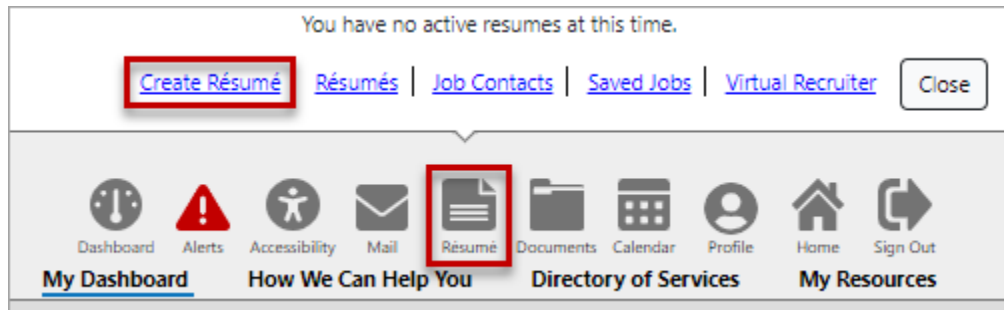 You have no active resumes at this time.
Create Résumé Résumés | Job Contacts | Saved Jobs | Virtual Recruiter Close
Dashboard Alerts Accessibility Mail Résumé Documents Calendar Profile Home Sign Out
My Dashboard How We Can Help You Directory of Services My Resources